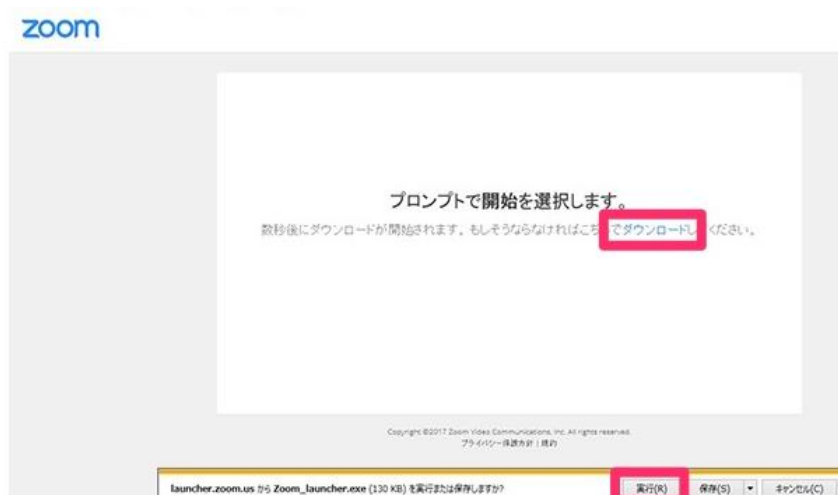 zoom
プロンプトで開始を選択します。
数秒後にダウンロードが開始されます。もしそうならなければこちでダウンロードしください。
Copyright ©2017 Zoom Video Communications, Inc. All rights reserved.
プライバシー保護方針 | 規約
launcher.zoom.us から Zoom_launcher.exe (130 KB) を実行または保存しますか?
実行(R) 保存(S) キャンセル(C)